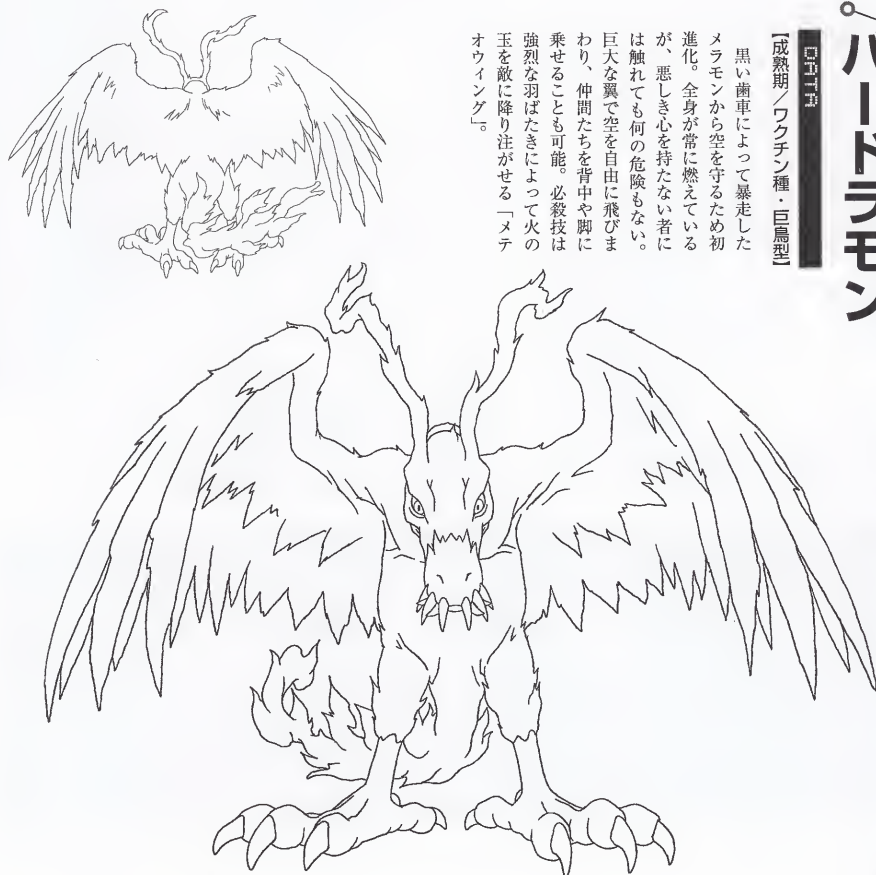 バードラモン
DATA
【成熟期／ワクチン種・巨鳥型】
黒い歯車によって暴走した
メラモンから空を守るため初
進化。全身が常に燃えている
が、悪しき心を持たない者に
は触れても何の危険もない。
巨大な翼で空を自由に飛びま
わり、仲間たちを背中や脚に
乗せることも可能。必殺技は
強烈な羽ばたきによって火の
玉を敵に降り注がせる「メテ
オウィング」。